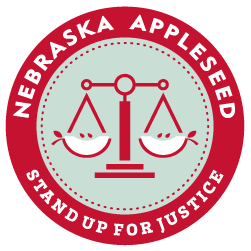 NEBRASKA APPLESEED
STAND UP FOR JUSTICE